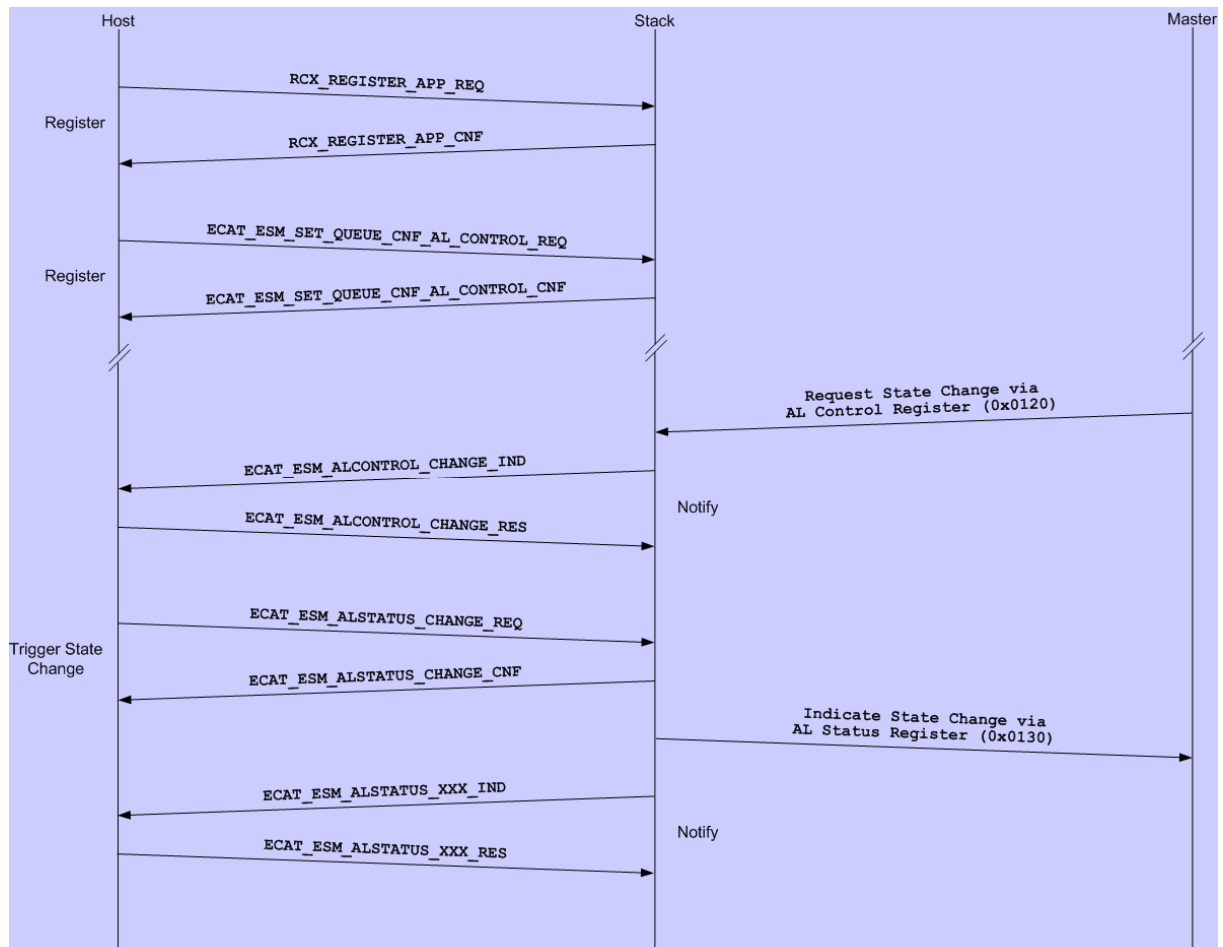 Host
Stack
Master
RCX_REGISTER_APP_REQ
Register
RCX_REGISTER_APP_CNF
ECAT_ESM_SET_QUEUE_CNF_AL_CONTROL_REQ
Register
ECAT_ESM_SET_QUEUE_CNF_AL_CONTROL_CNF
Request State Change via
AL Control Register (0x0120)
ECAT_ESM_ALCONTROL_CHANGE_IND
Notify
ECAT_ESM_ALCONTROL_CHANGE_RES
ECAT_ESM_ALSTATUS_CHANGE_REQ
Trigger State
Change
ECAT_ESM_ALSTATUS_CHANGE_CNF
Indicate State Change via
AL Status Register (0x0130)
ECAT_ESM_ALSTATUS_XXX_IND
Notify
ECAT_ESM_ALSTATUS_XXX_RES